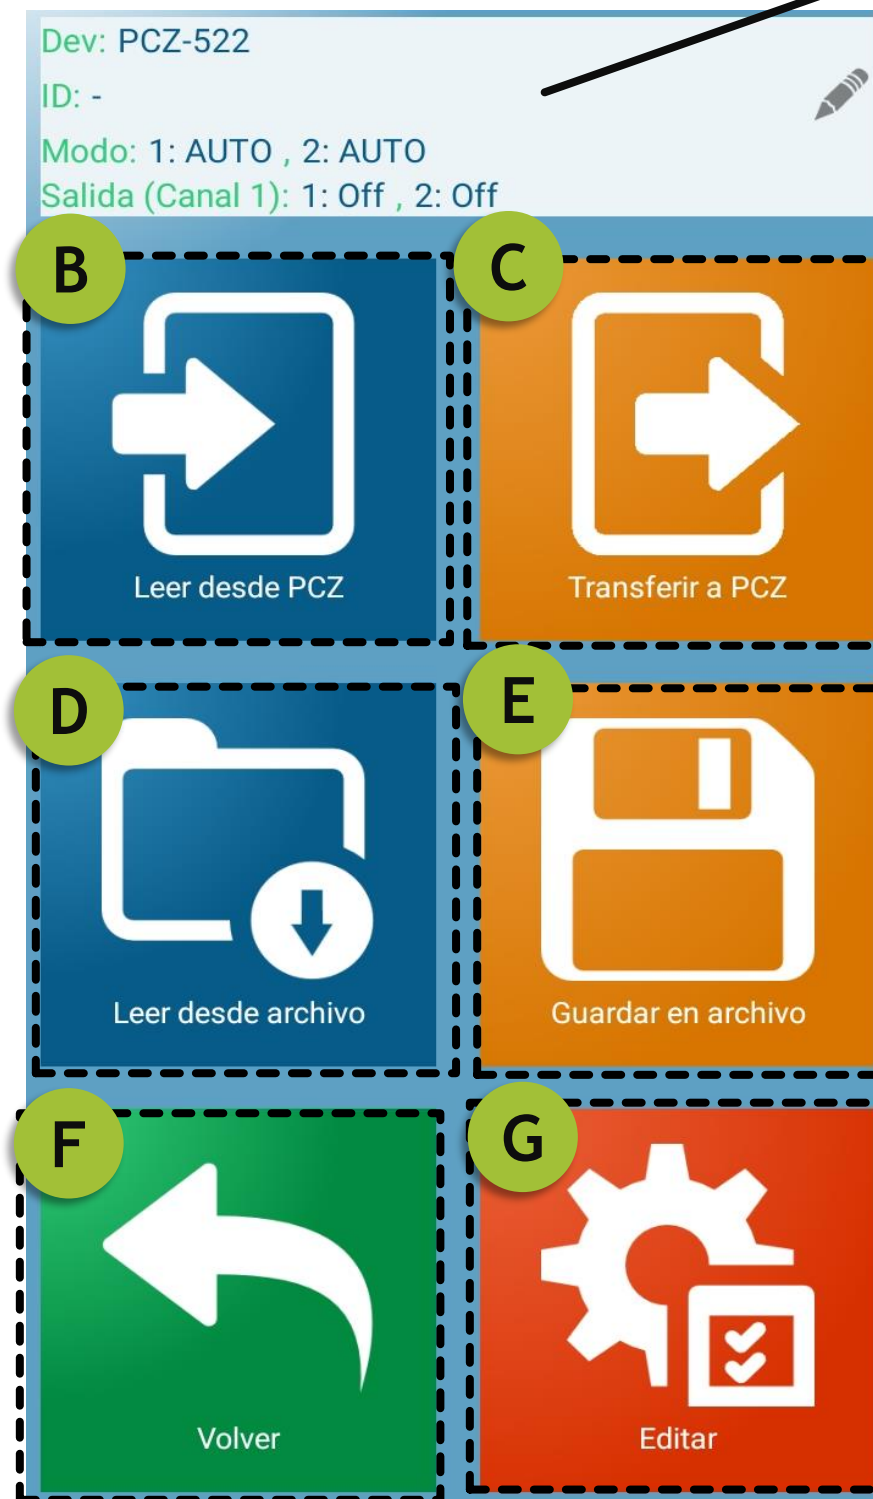 Dev: PCZ-522
ID: -
Modo: 1: AUTO , 2: AUTO
Salida (Canal 1): 1: Off , 2: Off
B
C
Leer desde PCZ
Transferir a PCZ
D
E
Leer desde archivo
Guardar en archivo
F
G
Volver
Editar